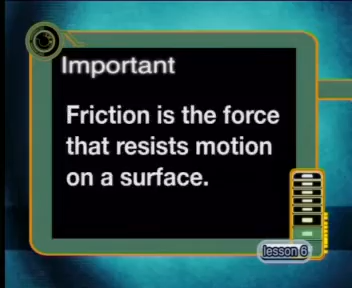 Important
Friction is the force
that resists motion
on a surface.
lesson 6